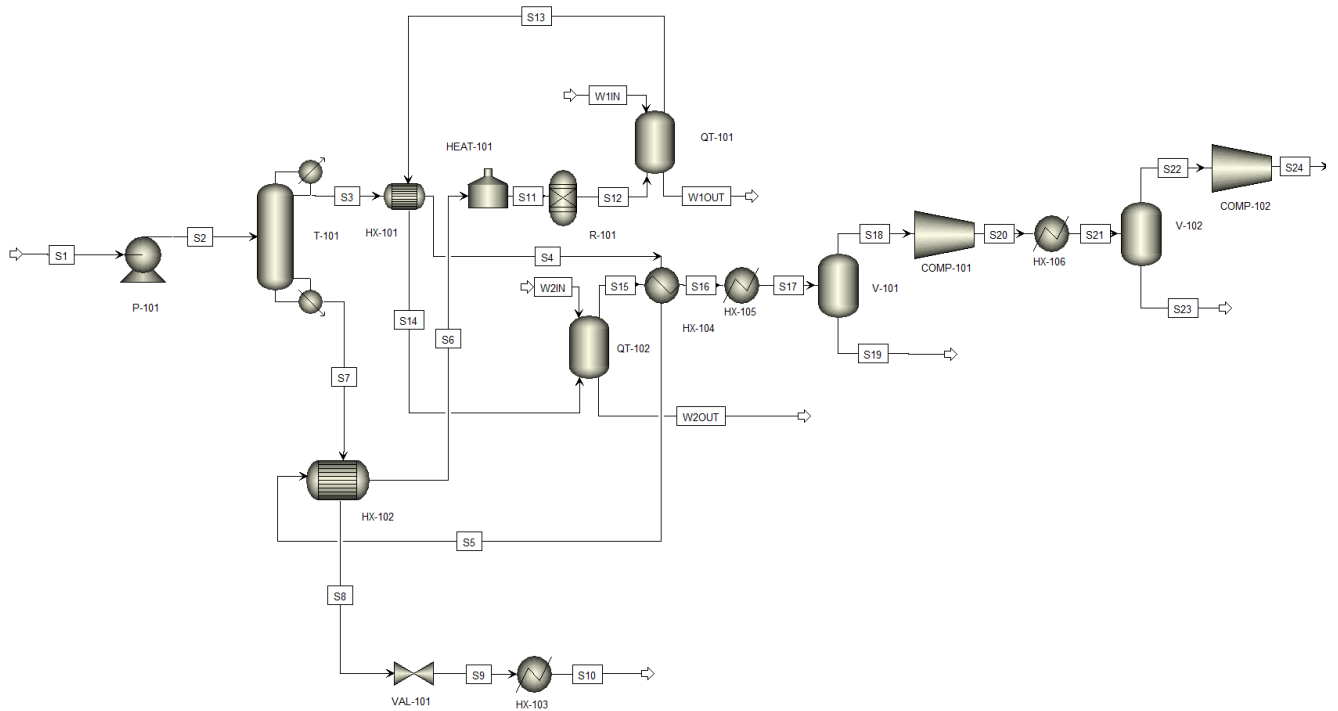 S13
W1IN
QT-101
HEAT-101
S22
S24
COMP-102
S3
S11
S12
W1OUT
T-101
HX-101
R-101
S2
S1
P-101
S4
S18
S20
S21
V-102
COMP-101
HX-106
W2IN
S15
S16
S17
HX-105
V-101
S23
S14
S6
QT-102
HX-104
S19
S7
W2OUT
HX-102
S5
S8
S9
S10
VAL-101
HX-103